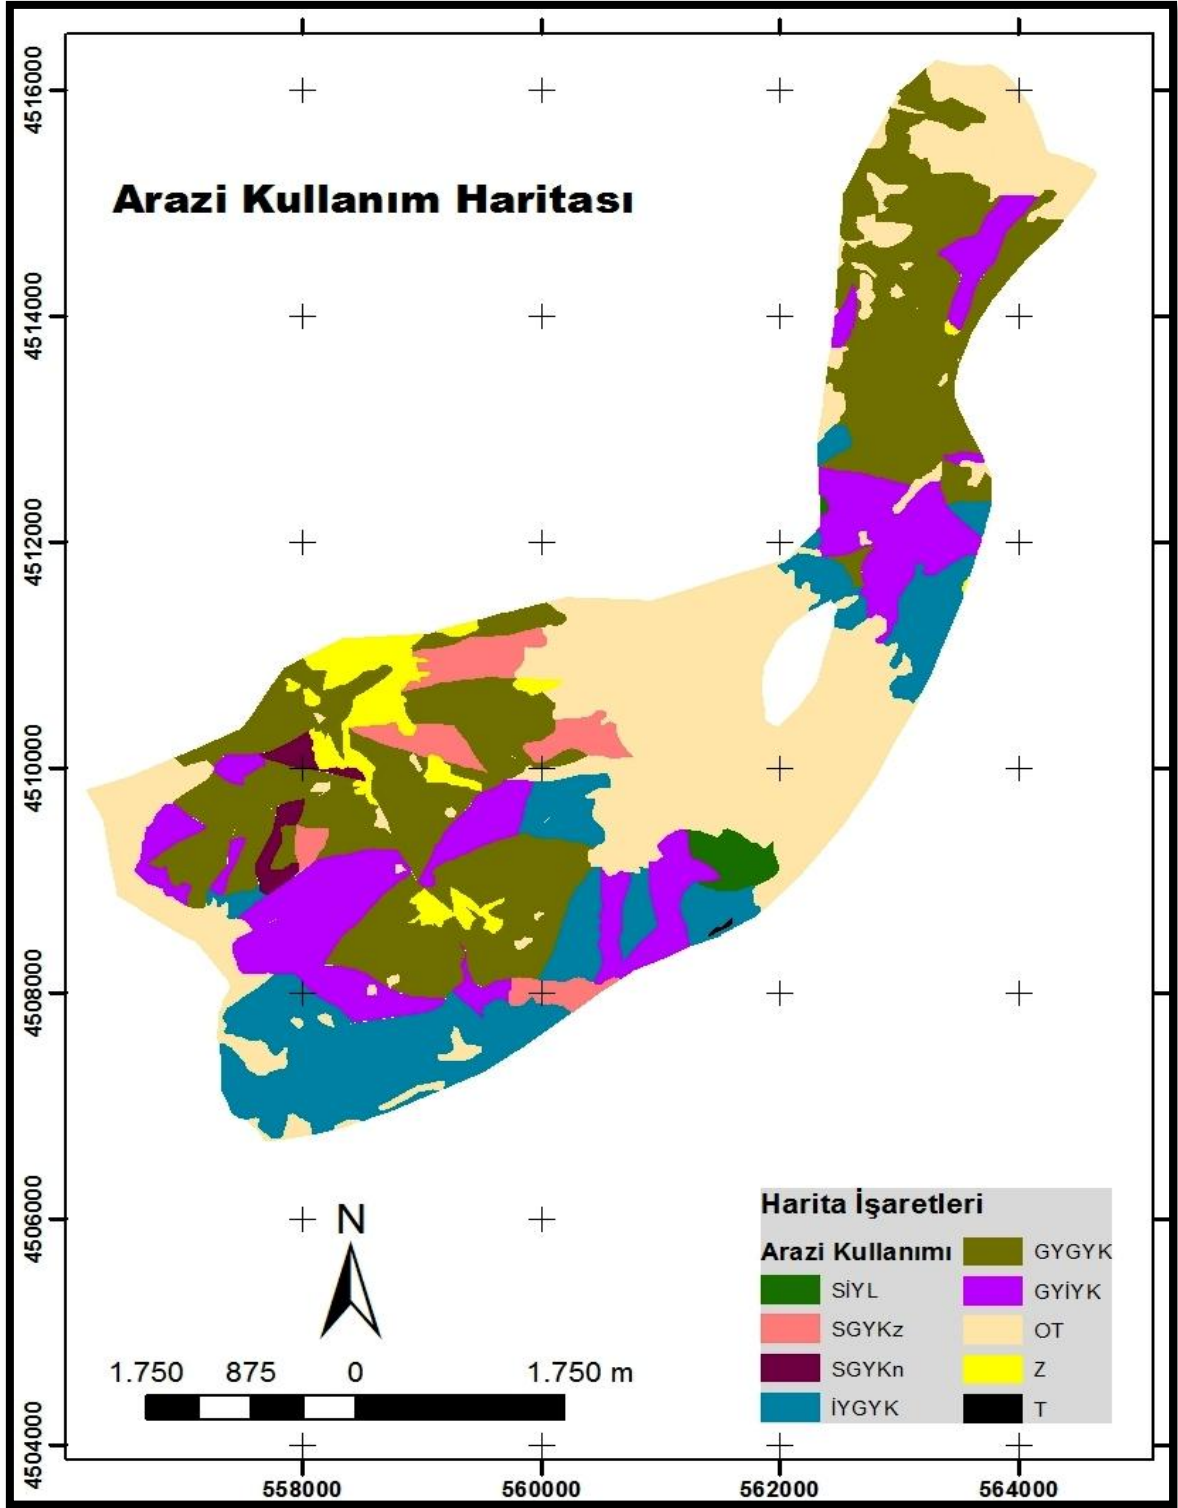 Arazi Kullanım Haritası
4516000
4514000
4512000
4510000
4508000
4506000
4504000
558000 560000 562000 564000
N
1.750 875 0 1.750 m
Harita İşaretleri
Arazi Kullanımı
SİYL
SGYKz
SGYKn
İYGYK
GYGYK
GYİYK
OT
Z
T